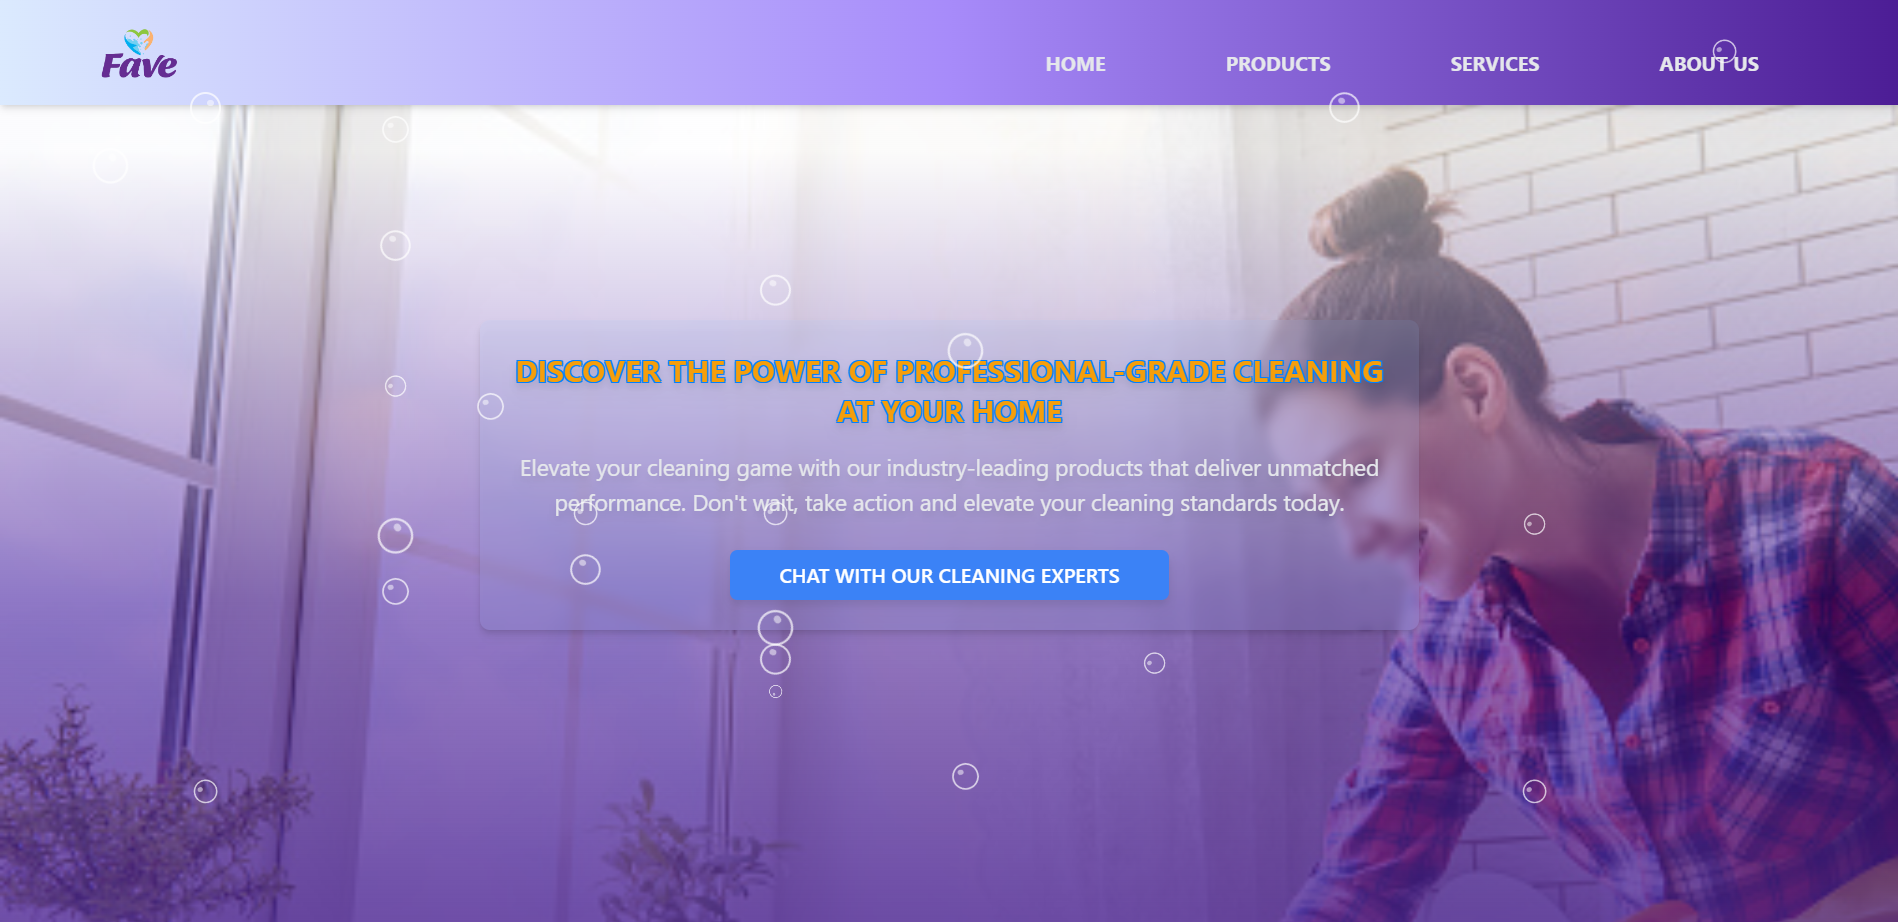 Fave
HOME
PRODUCTS
SERVICES
ABOUT US
DISCOVER THE POWER OF PROFESSIONAL-GRADE CLEANING
AT YOUR HOME
Elevate your cleaning game with our industry-leading products that deliver unmatched
performance. Don't wait, take action and elevate your cleaning standards today.
CHAT WITH OUR CLEANING EXPERTS